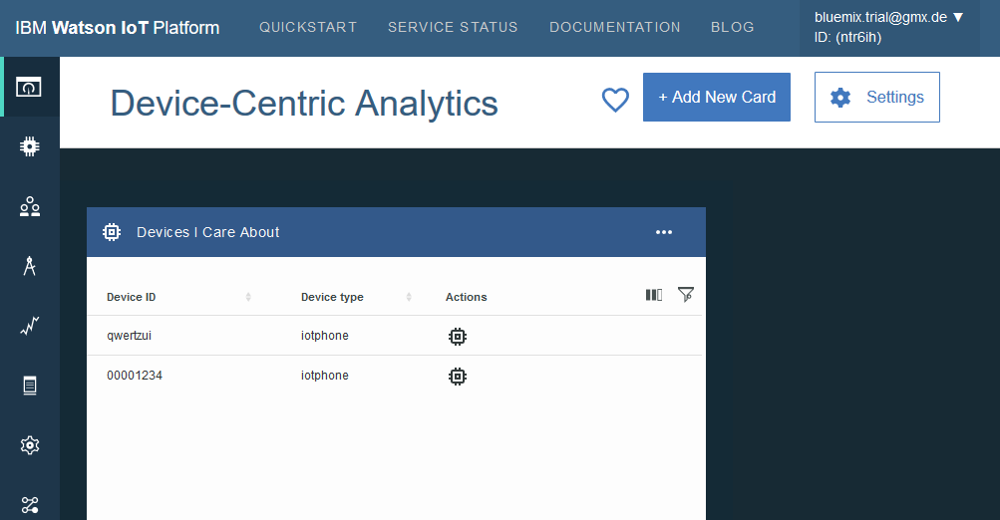 IBM Watson IoT Platform QUICKSTART SERVICE STATUS DOCUMENTATION BLOG bluemix.trial@gmx.de ▼
ID: (ntr6ih)
Device-Centric Analytics + Add New Card Settings
Devices I Care About
Device ID Device type Actions
qwertzui iotphone
00001234 iotphone